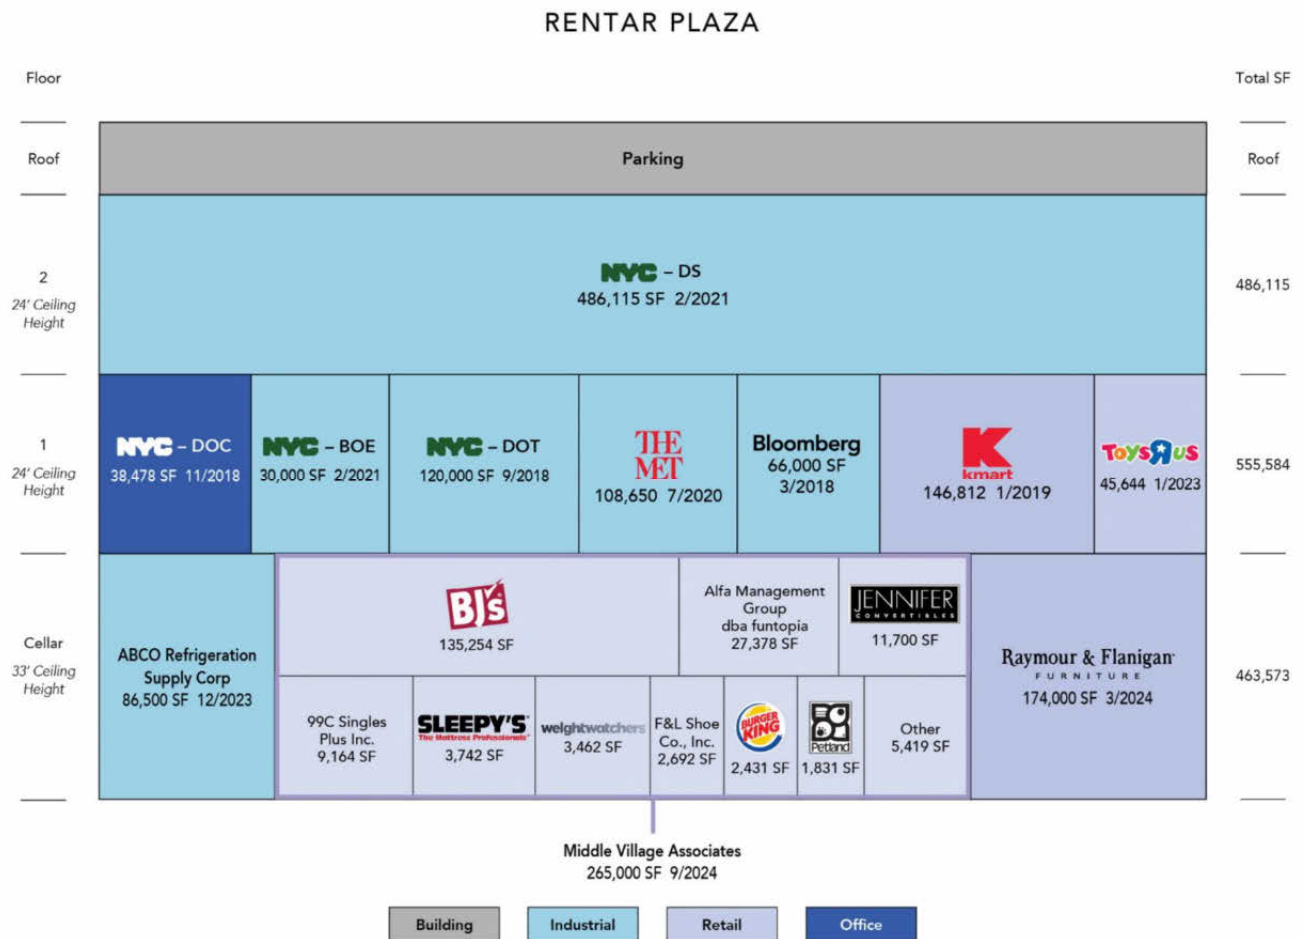 RENTAR PLAZA
Floor
Total SF
Roof
Parking
Roof
2
24' Ceiling
Height
NYC – DS
486,115 SF 2/2021
486,115
1
24' Ceiling
Height
NYC – DOC
38,478 SF 11/2018
NYC – BOE
30,000 SF 2/2021
NYC – DOT
120,000 SF 9/2018
THE
MET
108,650 7/2020
Bloomberg
66,000 SF
3/2018
K
kmart
146,812 1/2019
ToysRus
45,644 1/2023
555,584
Cellar
33' Ceiling
Height
ABCO Refrigeration
Supply Corp
86,500 SF 12/2023
BJ's
135,254 SF
Alfa Management
Group
dba funtopia
27,378 SF
JENNIFER
CONVERTIBLES
11,700 SF
99C Singles
Plus Inc.
9,164 SF
SLEEPY'S
The Mattress Professionals
3,742 SF
weightwatchers
3,462 SF
F&L Shoe
Co., Inc.
2,692 SF
BURGER
KING
2,431 SF
Petland
1,831 SF
Other
5,419 SF
Raymour & Flanigan
FURNITURE
174,000 SF 3/2024
463,573
Middle Village Associates
265,000 SF 9/2024
Building
Industrial
Retail
Office